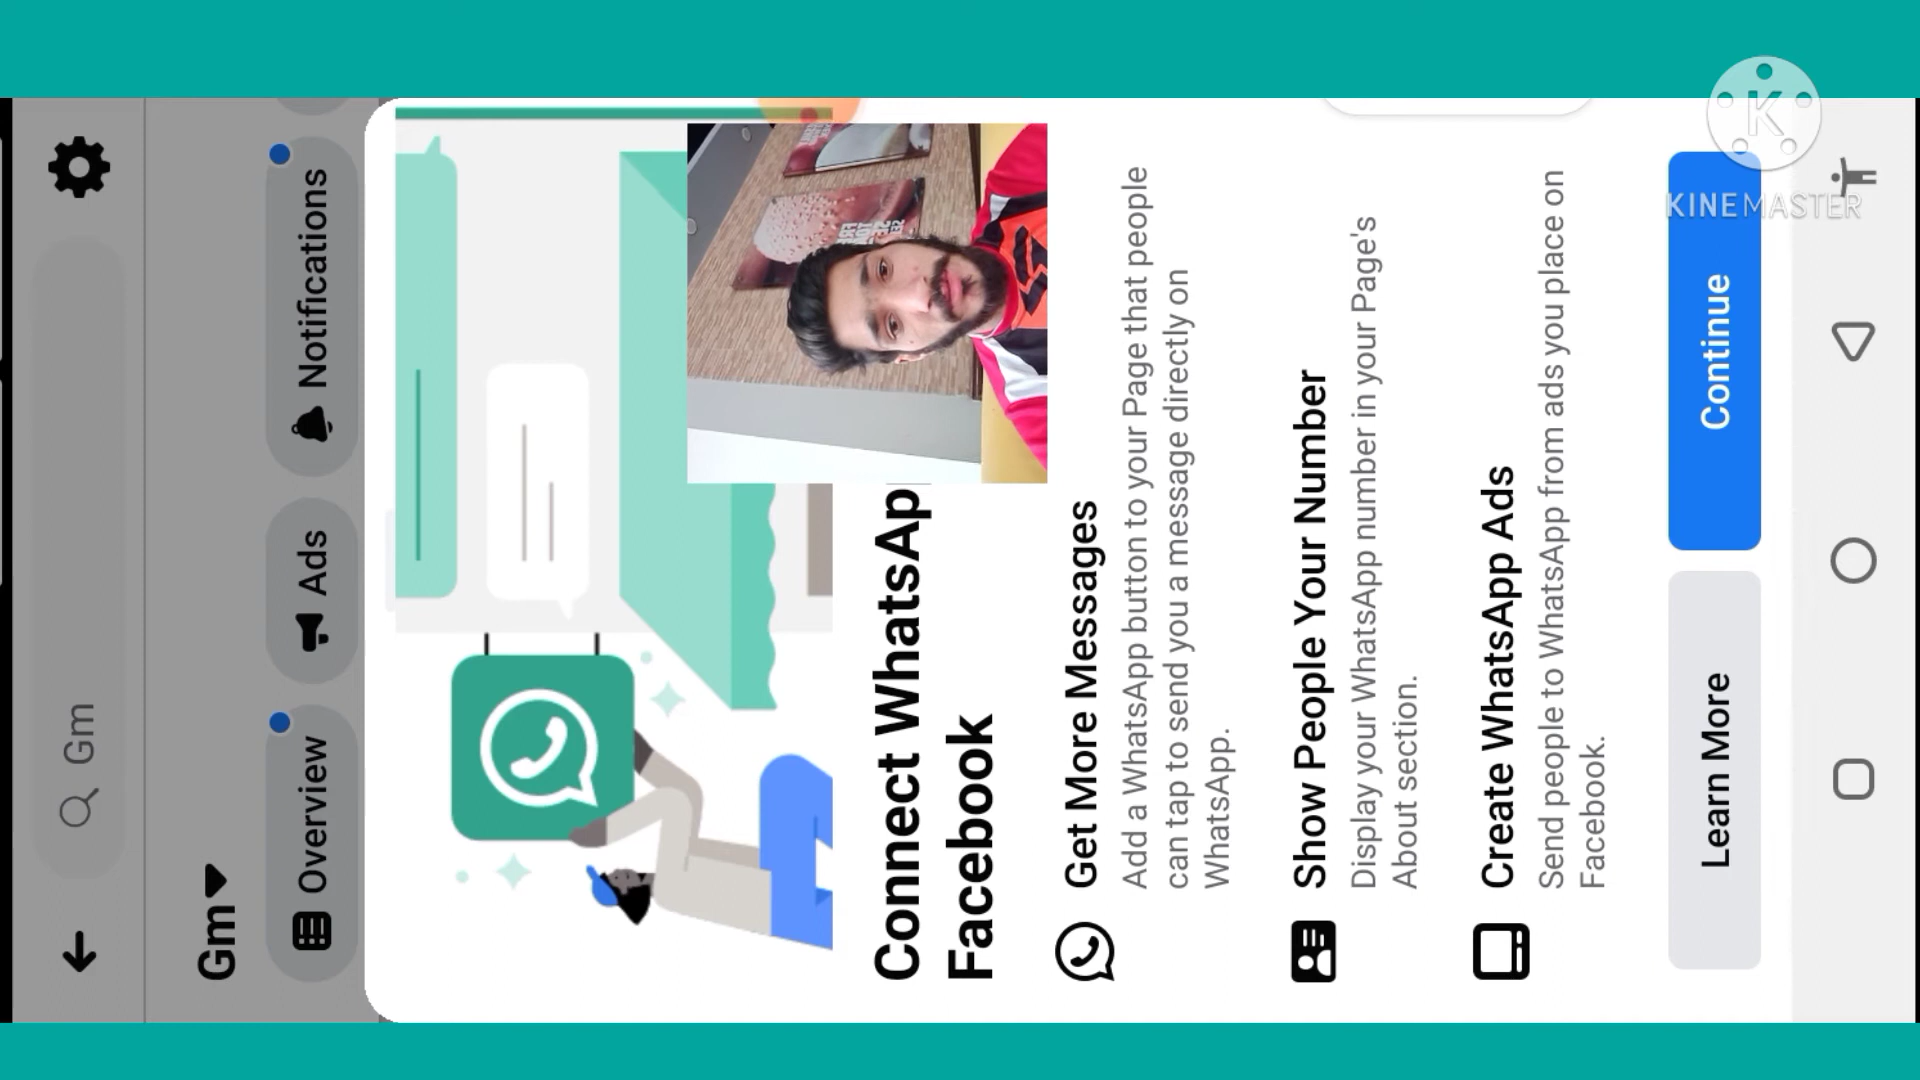 Gm
Gm
Overview
Ads
Notifications
Connect WhatsAp
Facebook
Get More Messages
Add a WhatsApp button to your Page that people
can tap to send you a message directly on
WhatsApp.
Show People Your Number
Display your WhatsApp number in your Page's
About section.
Create WhatsApp Ads
Send people to WhatsApp from ads you place on
Facebook.
Learn More
Continue
K
KINEMASTER